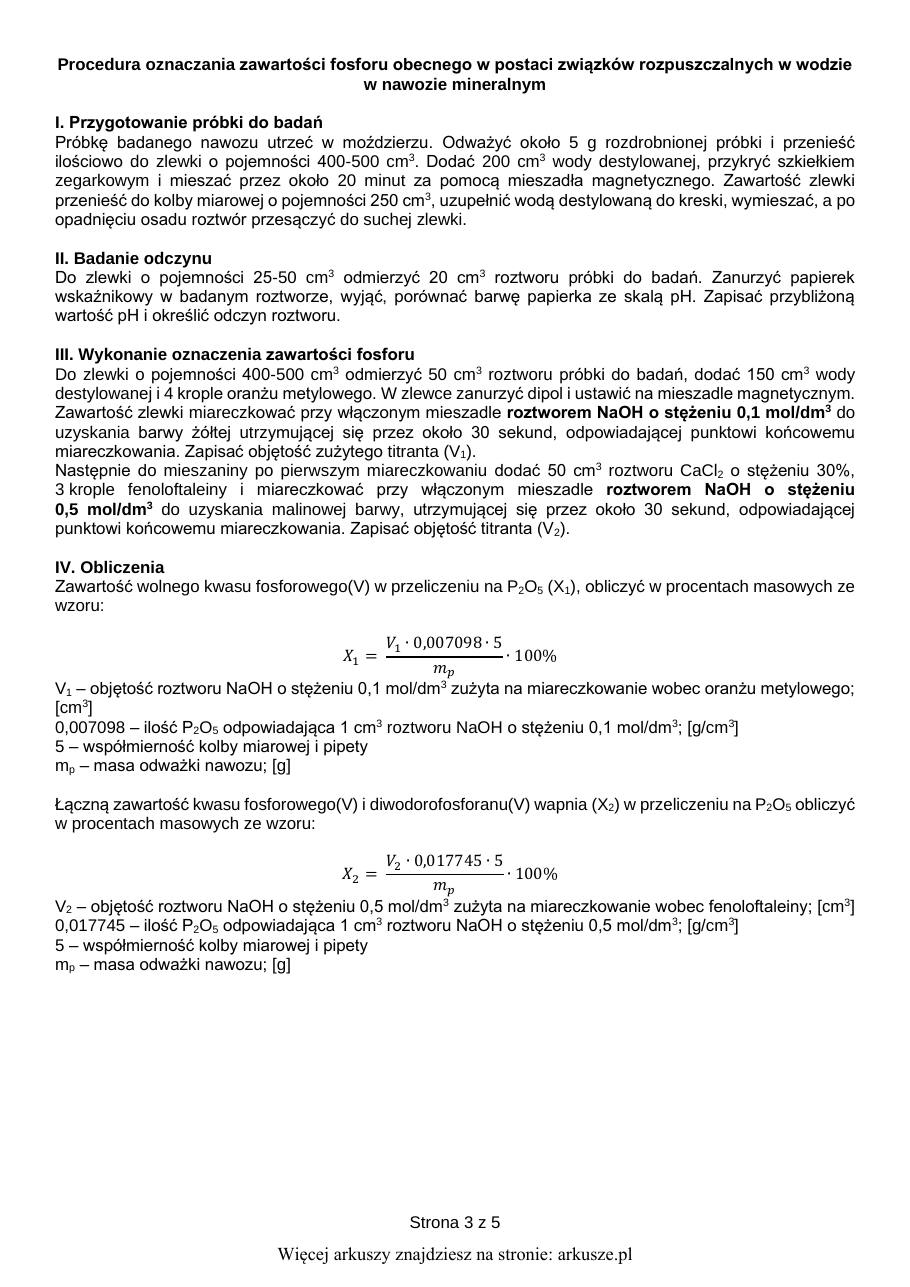 Procedura oznaczania zawartości fosforu obecnego w postaci związków rozpuszczalnych w wodzie
w nawozie mineralnym
I. Przygotowanie próbki do badań
Próbkę badanego nawozu utrzeć w moździerzu. Odważyć około 5 g rozdrobnionej próbki i przenieść
ilościowo do zlewki o pojemności 400-500 cm³. Dodać 200 cm³ wody destylowanej, przykryć szkiełkiem
zegarkowym i mieszać przez około 20 minut za pomocą mieszadła magnetycznego. Zawartość zlewki
przenieść do kolby miarowej o pojemności 250 cm³, uzupełnić wodą destylowaną do kreski, wymieszać, a po
opadnięciu osadu roztwór przesączyć do suchej zlewki.
II. Badanie odczynu
Do zlewki o pojemności 25-50 cm³ odmierzyć 20 cm³ roztworu próbki do badań. Zanurzyć papierek
wskaźnikowy w badanym roztworze, wyjąć, porównać barwę papierka ze skalą pH. Zapisać przybliżoną
wartość pH i określić odczyn roztworu.
III. Wykonanie oznaczenia zawartości fosforu
Do zlewki o pojemności 400-500 cm³ odmierzyć 50 cm³ roztworu próbki do badań, dodać 150 cm³ wody
destylowanej i 4 krople oranżu metylowego. W zlewce zanurzyć dipol i ustawić na mieszadle magnetycznym.
Zawartość zlewki miareczkować przy włączonym mieszadle roztworem NaOH o stężeniu 0,1 mol/dm³ do
uzyskania barwy żółtej utrzymującej się przez około 30 sekund, odpowiadającej punktowi końcowemu
miareczkowania. Zapisać objętość zużytego titranta (V₁).
Następnie do mieszaniny po pierwszym miareczkowaniu dodać 50 cm³ roztworu CaCl₂ o stężeniu 30%,
3 krople fenoloftaleiny i miareczkować przy włączonym mieszadle roztworem NaOH o stężeniu
0,5 mol/dm³ do uzyskania malinowej barwy, utrzymującej się przez około 30 sekund, odpowiadającej
punktowi końcowemu miareczkowania. Zapisać objętość titranta (V₂).
IV. Obliczenia
Zawartość wolnego kwasu fosforowego(V) w przeliczeniu na P₂O₅ (X₁), obliczyć w procentach masowych ze
wzoru:
X₁ = (V₁ · 0,007098 · 5) / mₚ · 100%
V₁ – objętość roztworu NaOH o stężeniu 0,1 mol/dm³ zużyta na miareczkowanie wobec oranżu metylowego;
[cm³]
0,007098 – ilość P₂O₅ odpowiadająca 1 cm³ roztworu NaOH o stężeniu 0,1 mol/dm³; [g/cm³]
5 – współmierność kolby miarowej i pipety
mₚ – masa odważki nawozu; [g]
Łączną zawartość kwasu fosforowego(V) i diwodorofosforanu(V) wapnia (X₂) w przeliczeniu na P₂O₅ obliczyć
w procentach masowych ze wzoru:
X₂ = (V₂ · 0,017745 · 5) / mₚ · 100%
V₂ – objętość roztworu NaOH o stężeniu 0,5 mol/dm³ zużyta na miareczkowanie wobec fenoloftaleiny; [cm³]
0,017745 – ilość P₂O₅ odpowiadająca 1 cm³ roztworu NaOH o stężeniu 0,5 mol/dm³; [g/cm³]
5 – współmierność kolby miarowej i pipety
mₚ – masa odważki nawozu; [g]
Strona 3 z 5
Więcej arkuszy znajdziesz na stronie: arkusze.pl